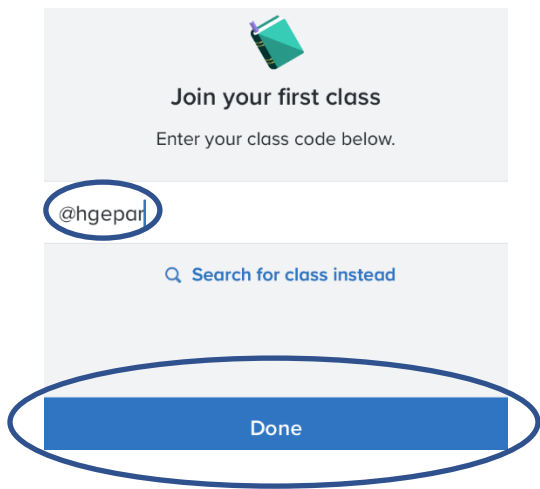 Join your first class
Enter your class code below.
@hgepar
Search for class instead
Done